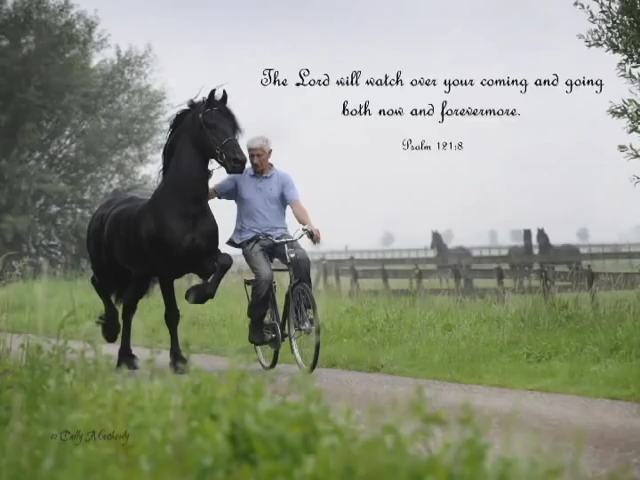 The Lord will watch over your coming and going
both now and forevermore.
Psalm 121:8